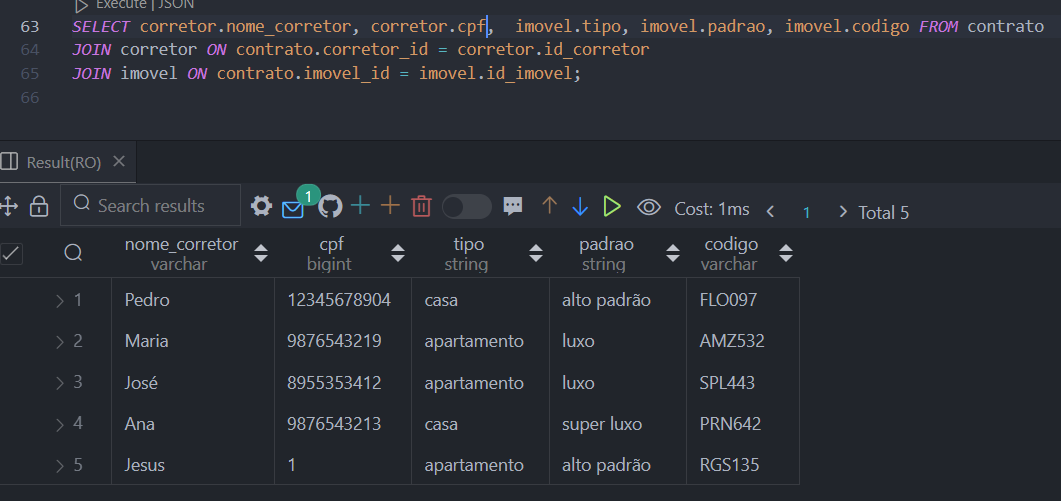 Execute | JSON
63 SELECT corretor.nome_corretor, corretor.cpf, imovel.tipo, imovel.padrao, imovel.codigo FROM contrato
64 JOIN corretor ON contrato.corretor_id = corretor.id_corretor
65 JOIN imovel ON contrato.imovel_id = imovel.id_imovel;
66
Result(RO)
Search results 1 Cost: 1ms 1 Total 5
nome_corretor cpf tipo padrao codigo
varchar bigint string string varchar
1 Pedro 12345678904 casa alto padrão FLO097
2 Maria 9876543219 apartamento luxo AMZ532
3 José 8955353412 apartamento luxo SPL443
4 Ana 9876543213 casa super luxo PRN642
5 Jesus 1 apartamento alto padrão RGS135